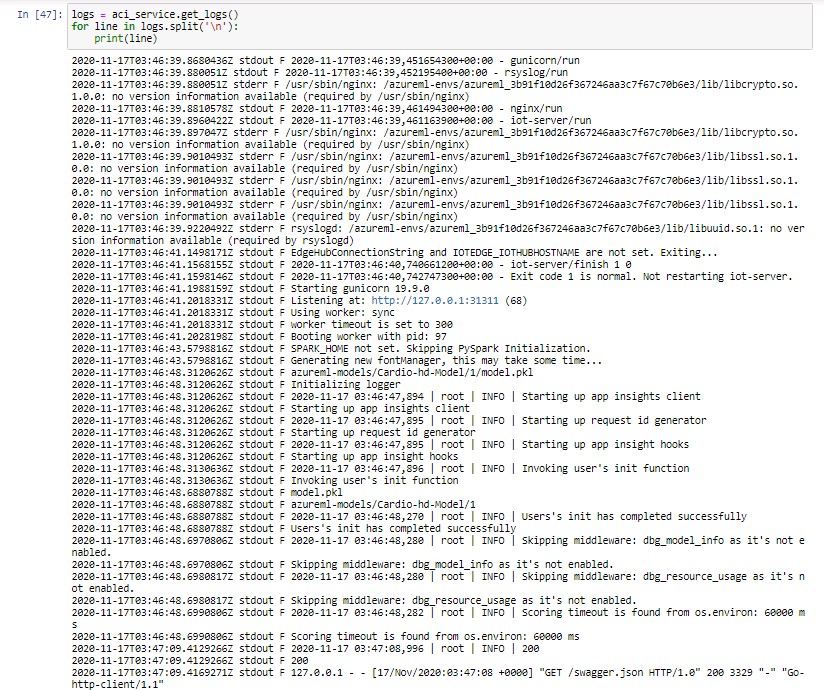 In [47]: logs = aci_service.get_logs()
for line in logs.split('\n'):
    print(line)
2020-11-17T03:46:39.8680436Z stdout F 2020-11-17T03:46:39,451654300+00:00 - gunicorn/run
2020-11-17T03:46:39.880051Z stdout F 2020-11-17T03:46:39,452195400+00:00 - rsyslog/run
2020-11-17T03:46:39.880051Z stderr F /usr/sbin/nginx: /azureml-envs/azureml_3b91f10d26f367246aa3c7f67c70b6e3/lib/libcrypto.so.
1.0.0: no version information available (required by /usr/sbin/nginx)
2020-11-17T03:46:39.8810578Z stdout F 2020-11-17T03:46:39,461494300+00:00 - nginx/run
2020-11-17T03:46:39.8960422Z stdout F 2020-11-17T03:46:39,461163900+00:00 - iot-server/run
2020-11-17T03:46:39.897047Z stderr F /usr/sbin/nginx: /azureml-envs/azureml_3b91f10d26f367246aa3c7f67c70b6e3/lib/libcrypto.so.
1.0.0: no version information available (required by /usr/sbin/nginx)
2020-11-17T03:46:39.9010493Z stderr F /usr/sbin/nginx: /azureml-envs/azureml_3b91f10d26f367246aa3c7f67c70b6e3/lib/libssl.so.1.
0.0: no version information available (required by /usr/sbin/nginx)
2020-11-17T03:46:39.9010493Z stderr F /usr/sbin/nginx: /azureml-envs/azureml_3b91f10d26f367246aa3c7f67c70b6e3/lib/libssl.so.1.
0.0: no version information available (required by /usr/sbin/nginx)
2020-11-17T03:46:39.9010493Z stderr F /usr/sbin/nginx: /azureml-envs/azureml_3b91f10d26f367246aa3c7f67c70b6e3/lib/libssl.so.1.
0.0: no version information available (required by /usr/sbin/nginx)
2020-11-17T03:46:39.9220492Z stderr F rsyslogd: /azureml-envs/azureml_3b91f10d26f367246aa3c7f67c70b6e3/lib/libuuid.so.1: no ver
sion information available (required by rsyslogd)
2020-11-17T03:46:41.1498171Z stdout F EdgeHubConnectionString and IOTEDGE_IOTHUBHOSTNAME are not set. Exiting...
2020-11-17T03:46:41.1568155Z stdout F 2020-11-17T03:46:40,740661200+00:00 - iot-server/finish 1 0
2020-11-17T03:46:41.1598146Z stdout F 2020-11-17T03:46:40,742747300+00:00 - Exit code 1 is normal. Not restarting iot-server.
2020-11-17T03:46:41.1988159Z stdout F Starting gunicorn 19.9.0
2020-11-17T03:46:41.2018331Z stdout F Listening at: http://127.0.0.1:31311 (68)
2020-11-17T03:46:41.2018331Z stdout F Using worker: sync
2020-11-17T03:46:41.2018331Z stdout F worker timeout is set to 300
2020-11-17T03:46:41.2028198Z stdout F Booting worker with pid: 97
2020-11-17T03:46:43.5798816Z stdout F SPARK_HOME not set. Skipping PySpark Initialization.
2020-11-17T03:46:43.5798816Z stdout F Generating new fontManager, this may take some time...
2020-11-17T03:46:48.3120626Z stdout F azureml-models/Cardio-hd-Model/1/model.pkl
2020-11-17T03:46:48.3120626Z stdout F Initializing logger
2020-11-17T03:46:48.3120626Z stdout F 2020-11-17 03:46:47,894 | root | INFO | Starting up app insights client
2020-11-17T03:46:48.3120626Z stdout F Starting up app insights client
2020-11-17T03:46:48.3120626Z stdout F 2020-11-17 03:46:47,895 | root | INFO | Starting up request id generator
2020-11-17T03:46:48.3120626Z stdout F Starting up request id generator
2020-11-17T03:46:48.3120626Z stdout F 2020-11-17 03:46:47,895 | root | INFO | Starting up app insight hooks
2020-11-17T03:46:48.3120626Z stdout F Starting up app insight hooks
2020-11-17T03:46:48.3130636Z stdout F 2020-11-17 03:46:47,896 | root | INFO | Invoking user's init function
2020-11-17T03:46:48.3130636Z stdout F Invoking user's init function
2020-11-17T03:46:48.6880788Z stdout F model.pkl
2020-11-17T03:46:48.6880788Z stdout F azureml-models/Cardio-hd-Model/1
2020-11-17T03:46:48.6880788Z stdout F 2020-11-17 03:46:48,270 | root | INFO | Users's init has completed successfully
2020-11-17T03:46:48.6880788Z stdout F Users's init has completed successfully
2020-11-17T03:46:48.6970806Z stdout F 2020-11-17 03:46:48,280 | root | INFO | Skipping middleware: dbg_model_info as it's not e
nabled.
2020-11-17T03:46:48.6970806Z stdout F Skipping middleware: dbg_model_info as it's not enabled.
2020-11-17T03:46:48.6980817Z stdout F 2020-11-17 03:46:48,280 | root | INFO | Skipping middleware: dbg_resource_usage as it's n
ot enabled.
2020-11-17T03:46:48.6980817Z stdout F Skipping middleware: dbg_resource_usage as it's not enabled.
2020-11-17T03:46:48.6990806Z stdout F 2020-11-17 03:46:48,282 | root | INFO | Scoring timeout is found from os.environ: 60000 m
s
2020-11-17T03:46:48.6990806Z stdout F Scoring timeout is found from os.environ: 60000 ms
2020-11-17T03:47:09.4129266Z stdout F 2020-11-17 03:47:08,996 | root | INFO | 200
2020-11-17T03:47:09.4129266Z stdout F 200
2020-11-17T03:47:09.4169271Z stdout F 127.0.0.1 - - [17/Nov/2020:03:47:08 +0000] "GET /swagger.json HTTP/1.0" 200 3329 "-" "Go-
http-client/1.1"